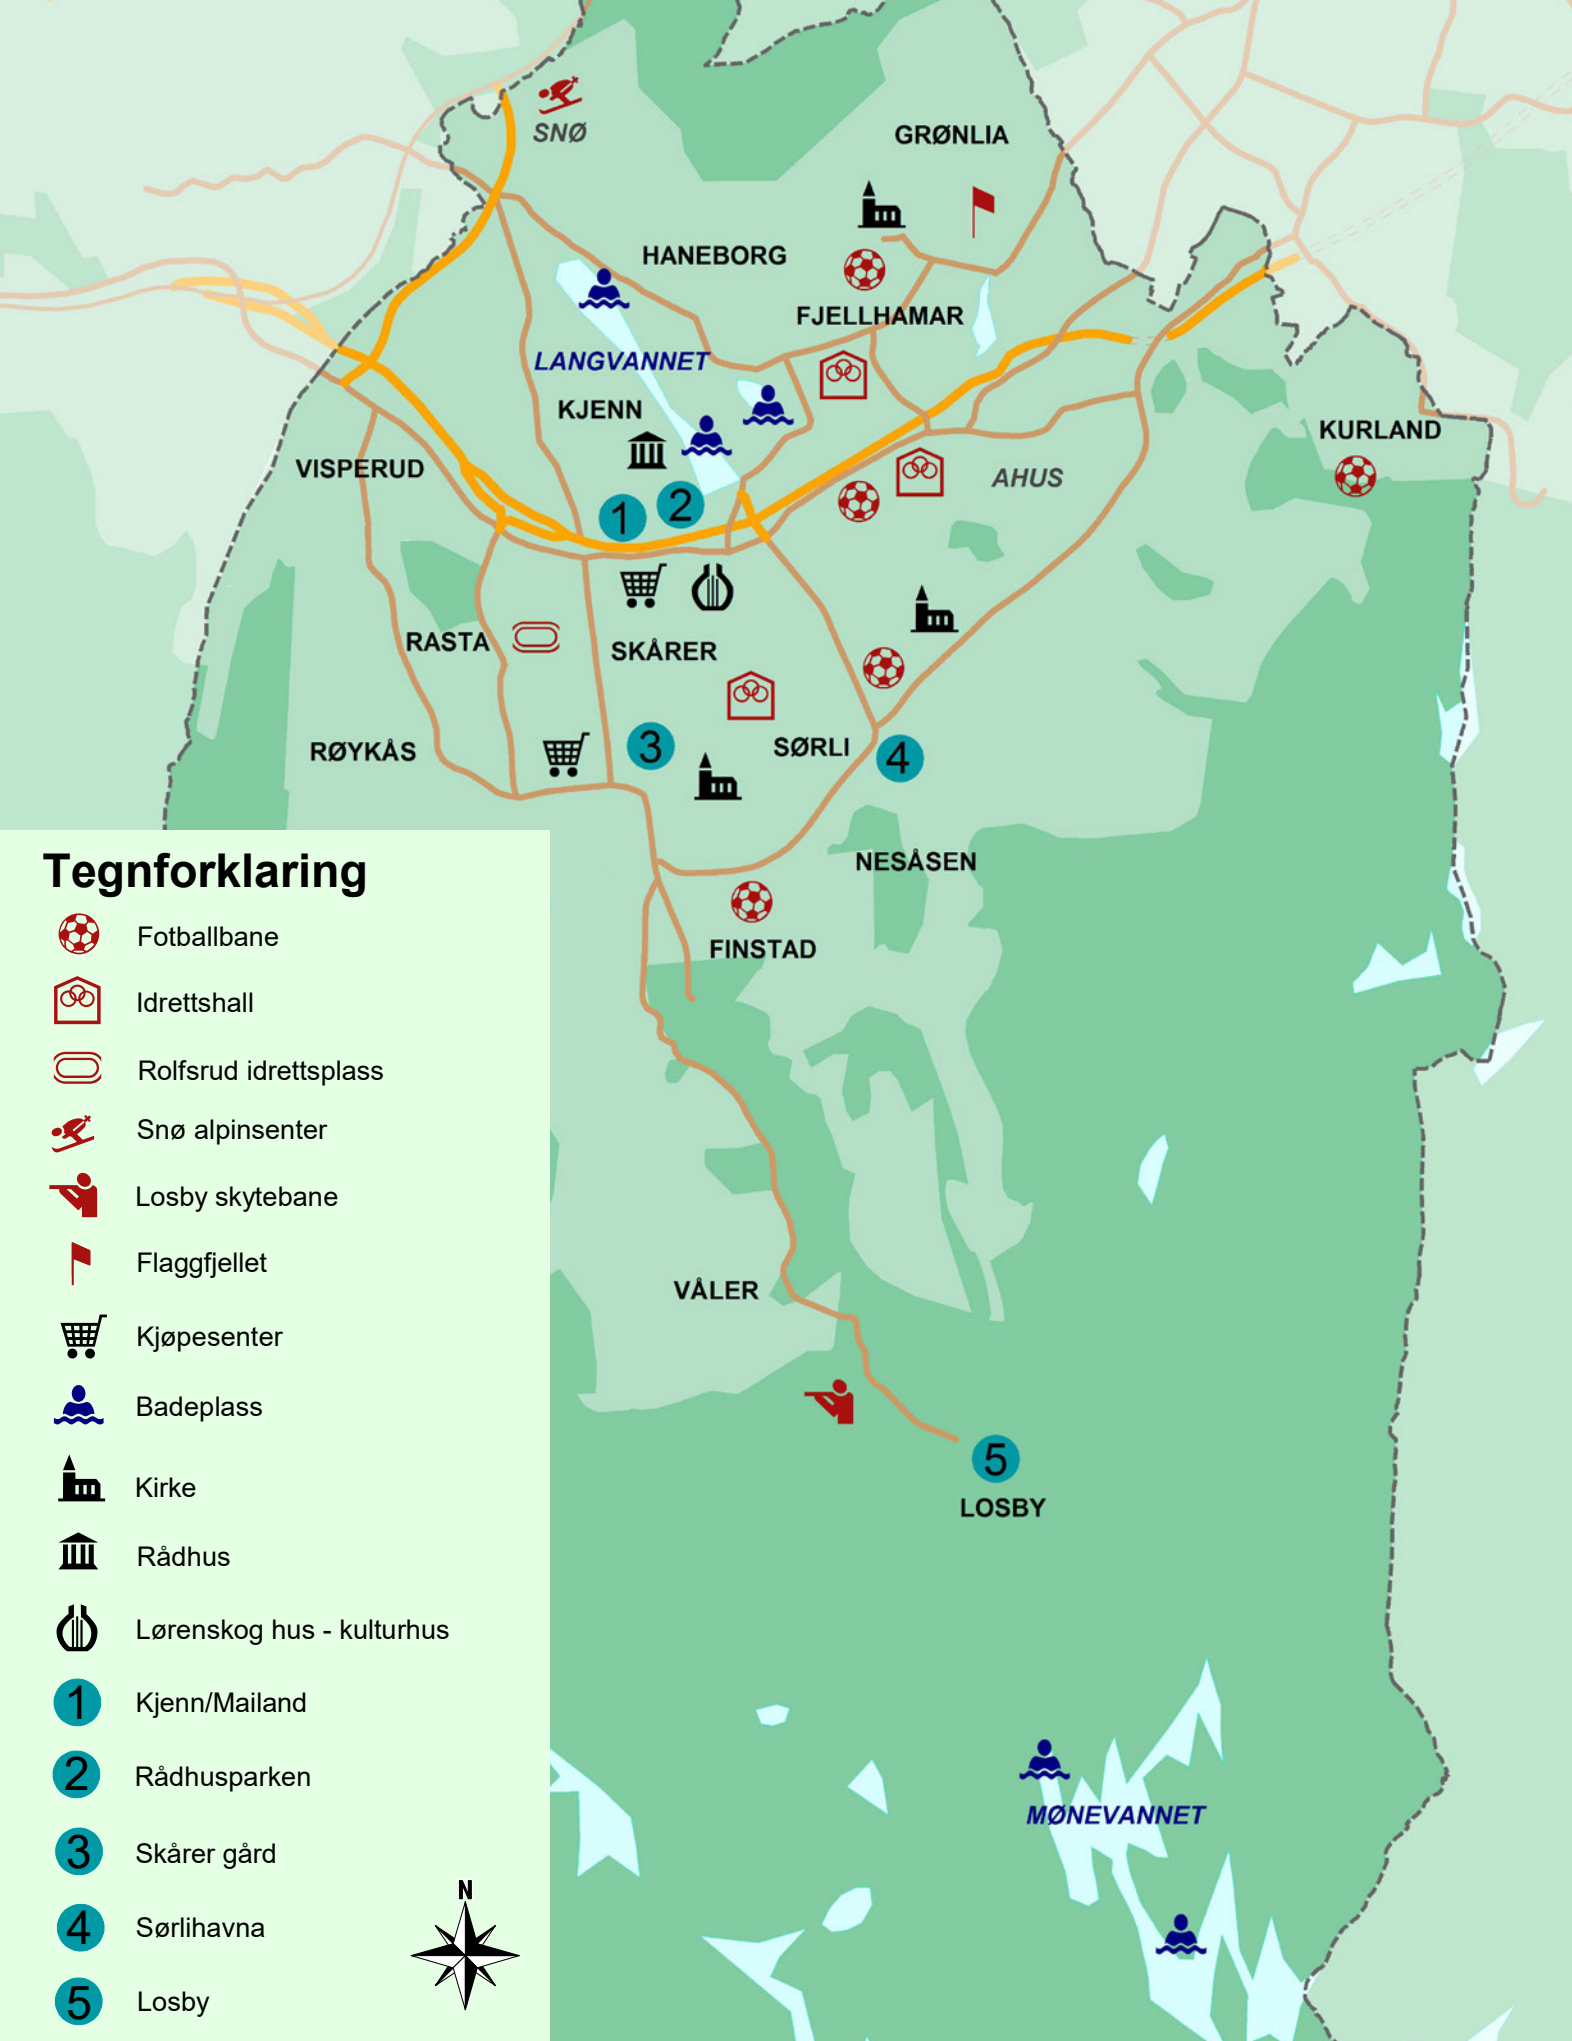 SNØ
GRØNLIA
HANEBORG
FJELLHAMAR
LANGVANNET
KJENN
KURLAND
VISPERUD
AHUS
1
2
RASTA
SKÅRER
RØYKÅS
3
SØRLI
4
NESÅSEN
FINSTAD
VÅLER
5
LOSBY
MØNEVANNET
Tegnforklaring
Fotballbane
Idrettshall
Rolfsrud idrettsplass
Snø alpinsenter
Losby skytebane
Flaggfjellet
Kjøpesenter
Badeplass
Kirke
Rådhus
Lørenskog hus - kulturhus
1 Kjenn/Mailand
2 Rådhusparken
3 Skårer gård
4 Sørlihavna
5 Losby
N